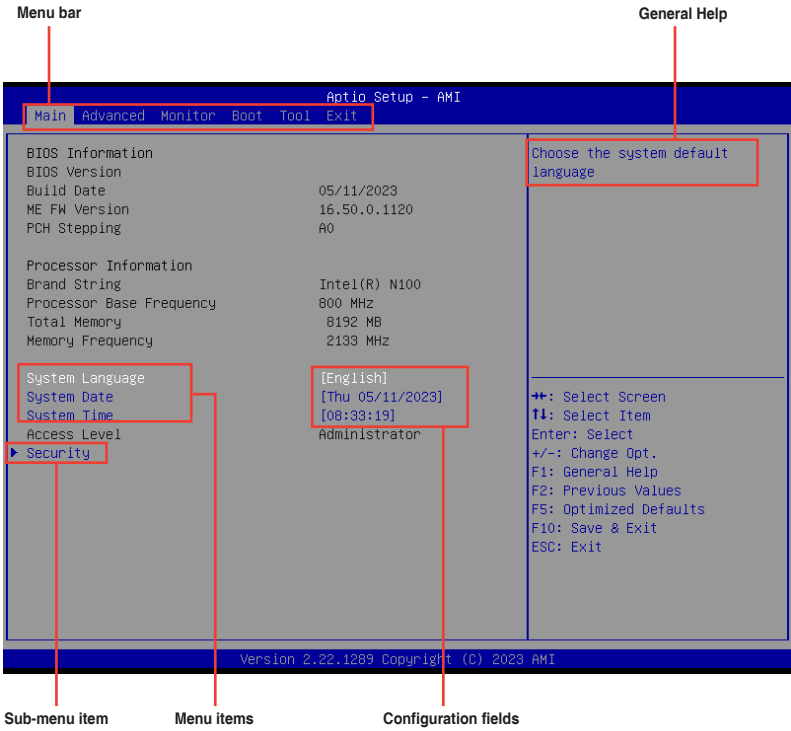 Menu bar
General Help
Aptio Setup - AMI
Main Advanced Monitor Boot Tool Exit
BIOS Information
BIOS Version
Build Date 05/11/2023
ME FW Version 16.50.0.1120
PCH Stepping A0
Processor Information
Brand String Intel(R) N100
Processor Base Frequency 800 MHz
Total Memory 8192 MB
Memory Frequency 2133 MHz
System Language [English]
System Date [Thu 05/11/2023]
System Time [08:33:19]
Access Level Administrator
Security
Choose the system default
language
→←: Select Screen
↑↓: Select Item
Enter: Select
+/-: Change Opt.
F1: General Help
F2: Previous Values
F5: Optimized Defaults
F10: Save & Exit
ESC: Exit
Version 2.22.1289 Copyright (C) 2023 AMI
Sub-menu item
Menu items
Configuration fields